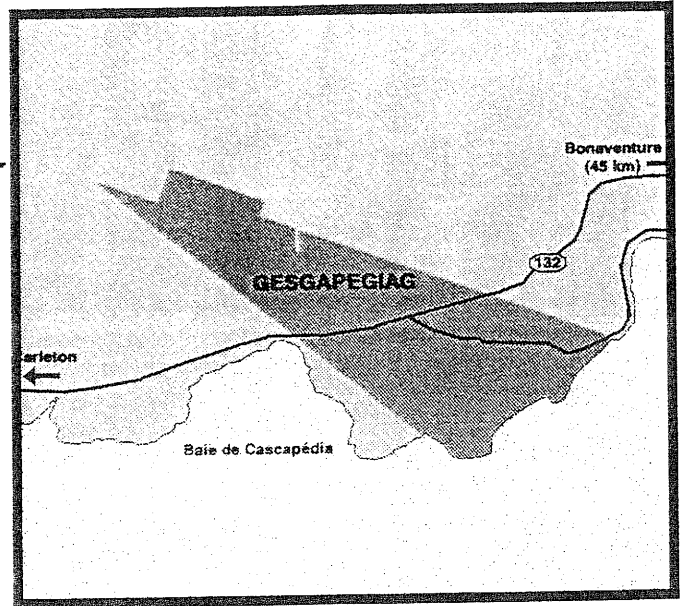 Bonaventure
(45 km)
132
GESGAPEGIAG
arleton
Baie de Cascapédia